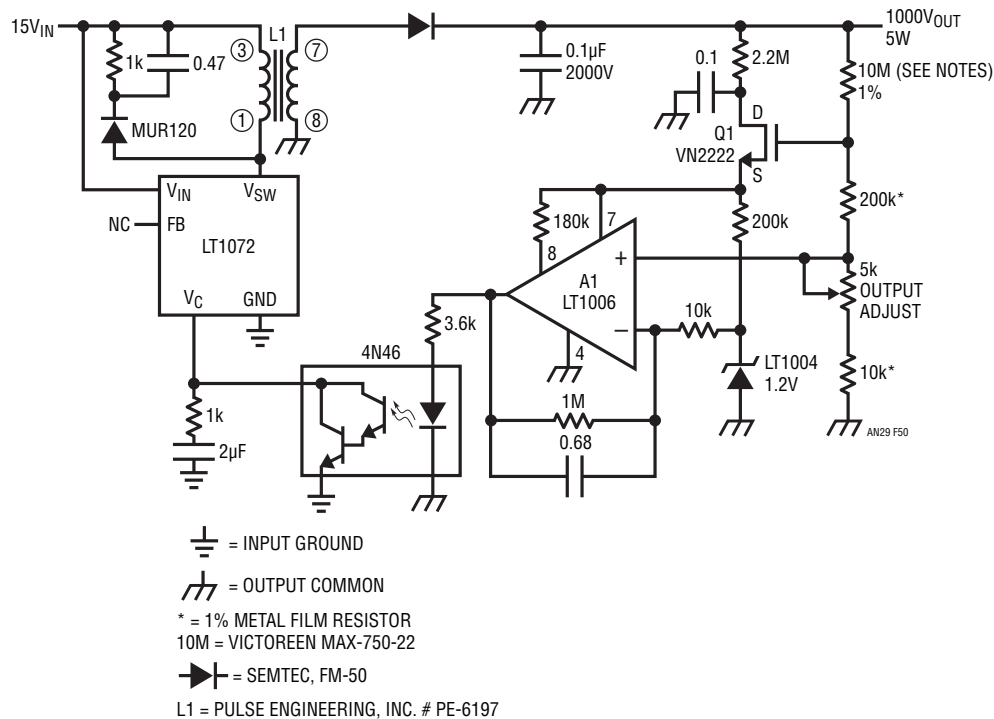 15VIN
L1
3
7
1
8
1k
0.47
MUR120
0.1µF
2000V
0.1
2.2M
1000VOUT
5W
10M (SEE NOTES)
1%
D
Q1
VN2222
S
VIN
VSW
NC
FB
LT1072
VC
GND
180k
7
200k
200k*
8
+
A1
LT1006
–
4
10k
5k
OUTPUT
ADJUST
LT1004
1.2V
10k*
3.6k
4N46
1k
2µF
1M
0.68
AN29 F50
= INPUT GROUND
= OUTPUT COMMON
* = 1% METAL FILM RESISTOR
10M = VICTOREEN MAX-750-22
= SEMTEC, FM-50
L1 = PULSE ENGINEERING, INC. # PE-6197